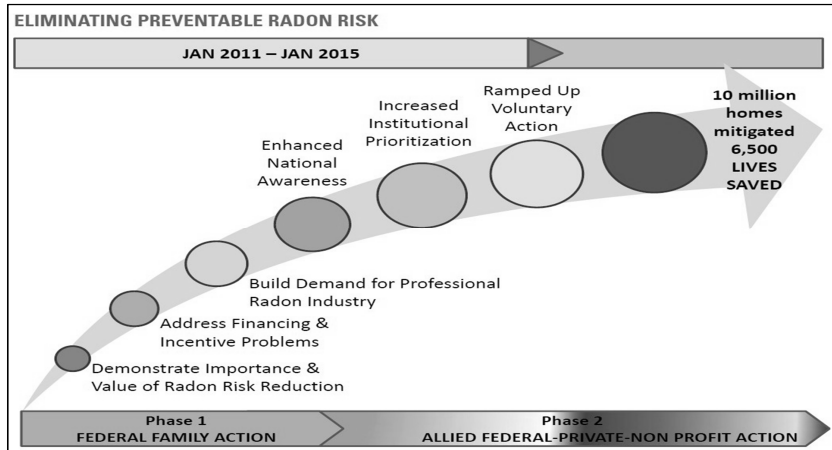 ELIMINATING PREVENTABLE RADON RISK
JAN 2011 – JAN 2015
Ramped Up
Voluntary
Action
10 million
homes
mitigated
6,500
LIVES
SAVED
Increased
Institutional
Prioritization
Enhanced
National
Awareness
Build Demand for Professional
Radon Industry
Address Financing &
Incentive Problems
Demonstrate Importance &
Value of Radon Risk Reduction
Phase 1
FEDERAL FAMILY ACTION
Phase 2
ALLIED FEDERAL-PRIVATE-NON PROFIT ACTION